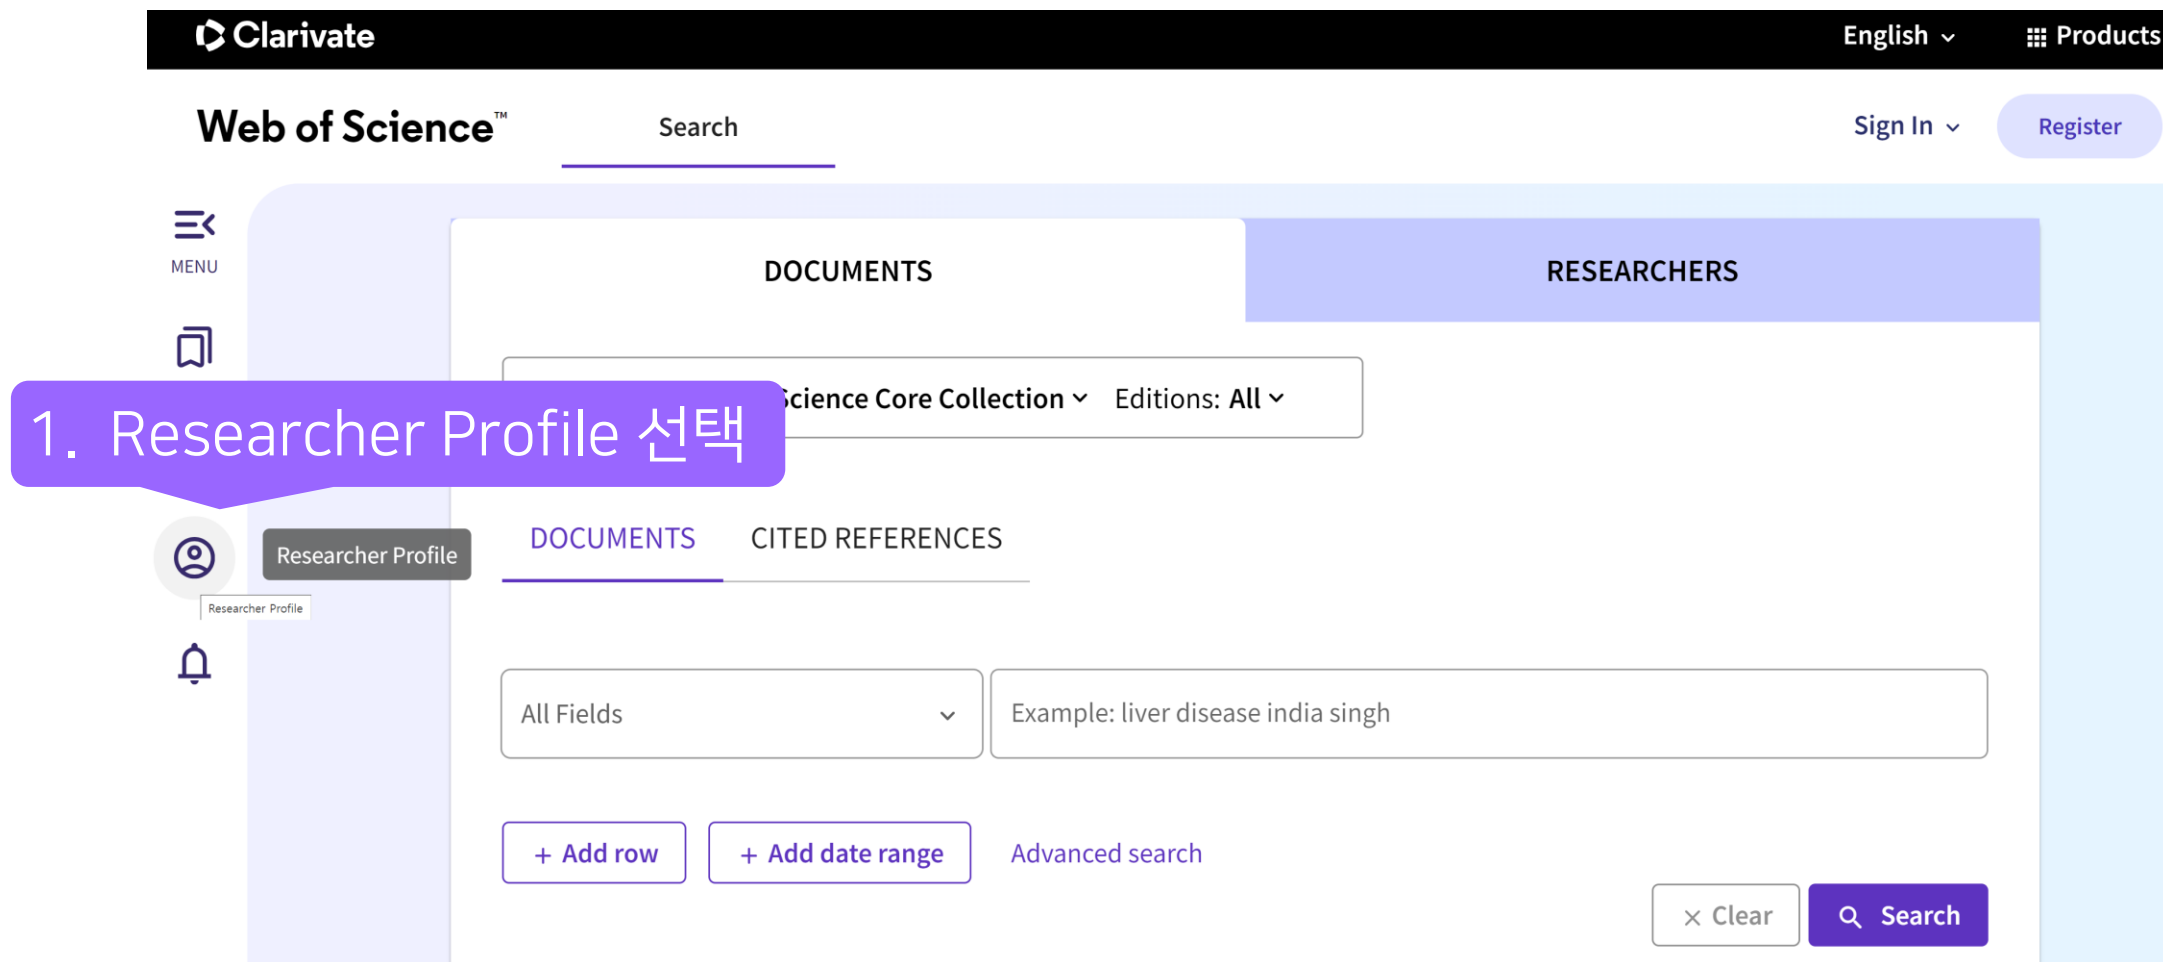 Clarivate
English
Products
Web of Science™
Search
Sign In
Register
MENU
DOCUMENTS
RESEARCHERS
Science Core Collection
Editions: All
1. Researcher Profile 선택
DOCUMENTS
CITED REFERENCES
Researcher Profile
Researcher Profile
All Fields
Example: liver disease india singh
+ Add row
+ Add date range
Advanced search
× Clear
Search